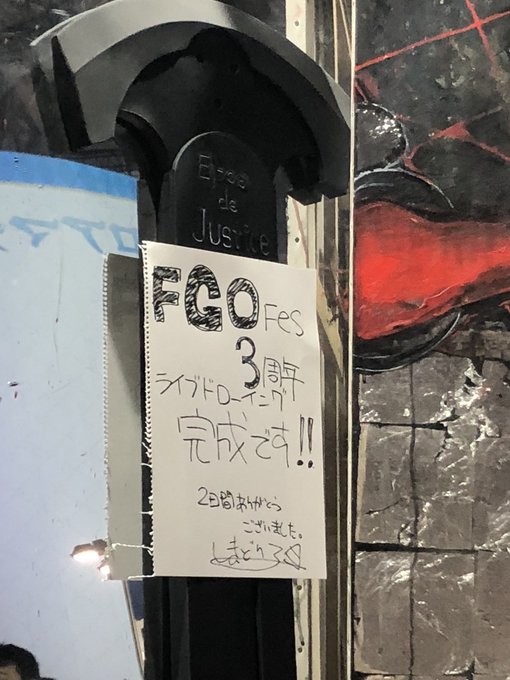 de
Justice
FGO Fes
3周年
ライブドローイング
完成です!!
2日間ありがとう
ございました。